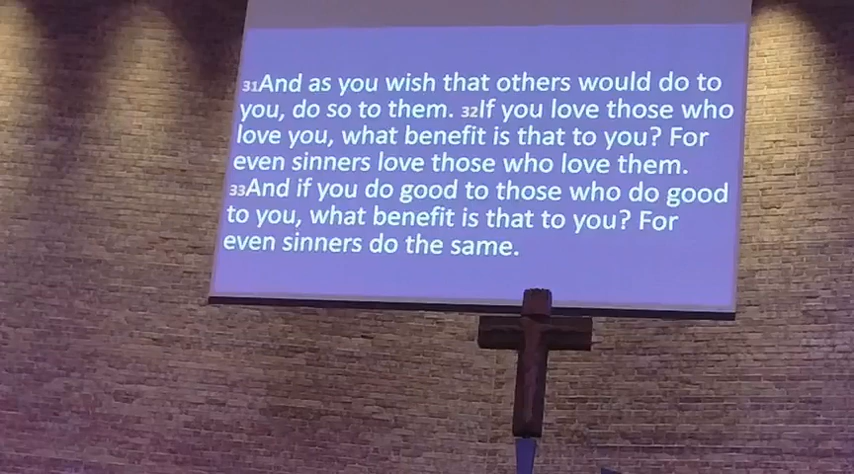 31And as you wish that others would do to
you, do so to them. 32If you love those who
love you, what benefit is that to you? For
even sinners love those who love them.
33And if you do good to those who do good
to you, what benefit is that to you? For
even sinners do the same.